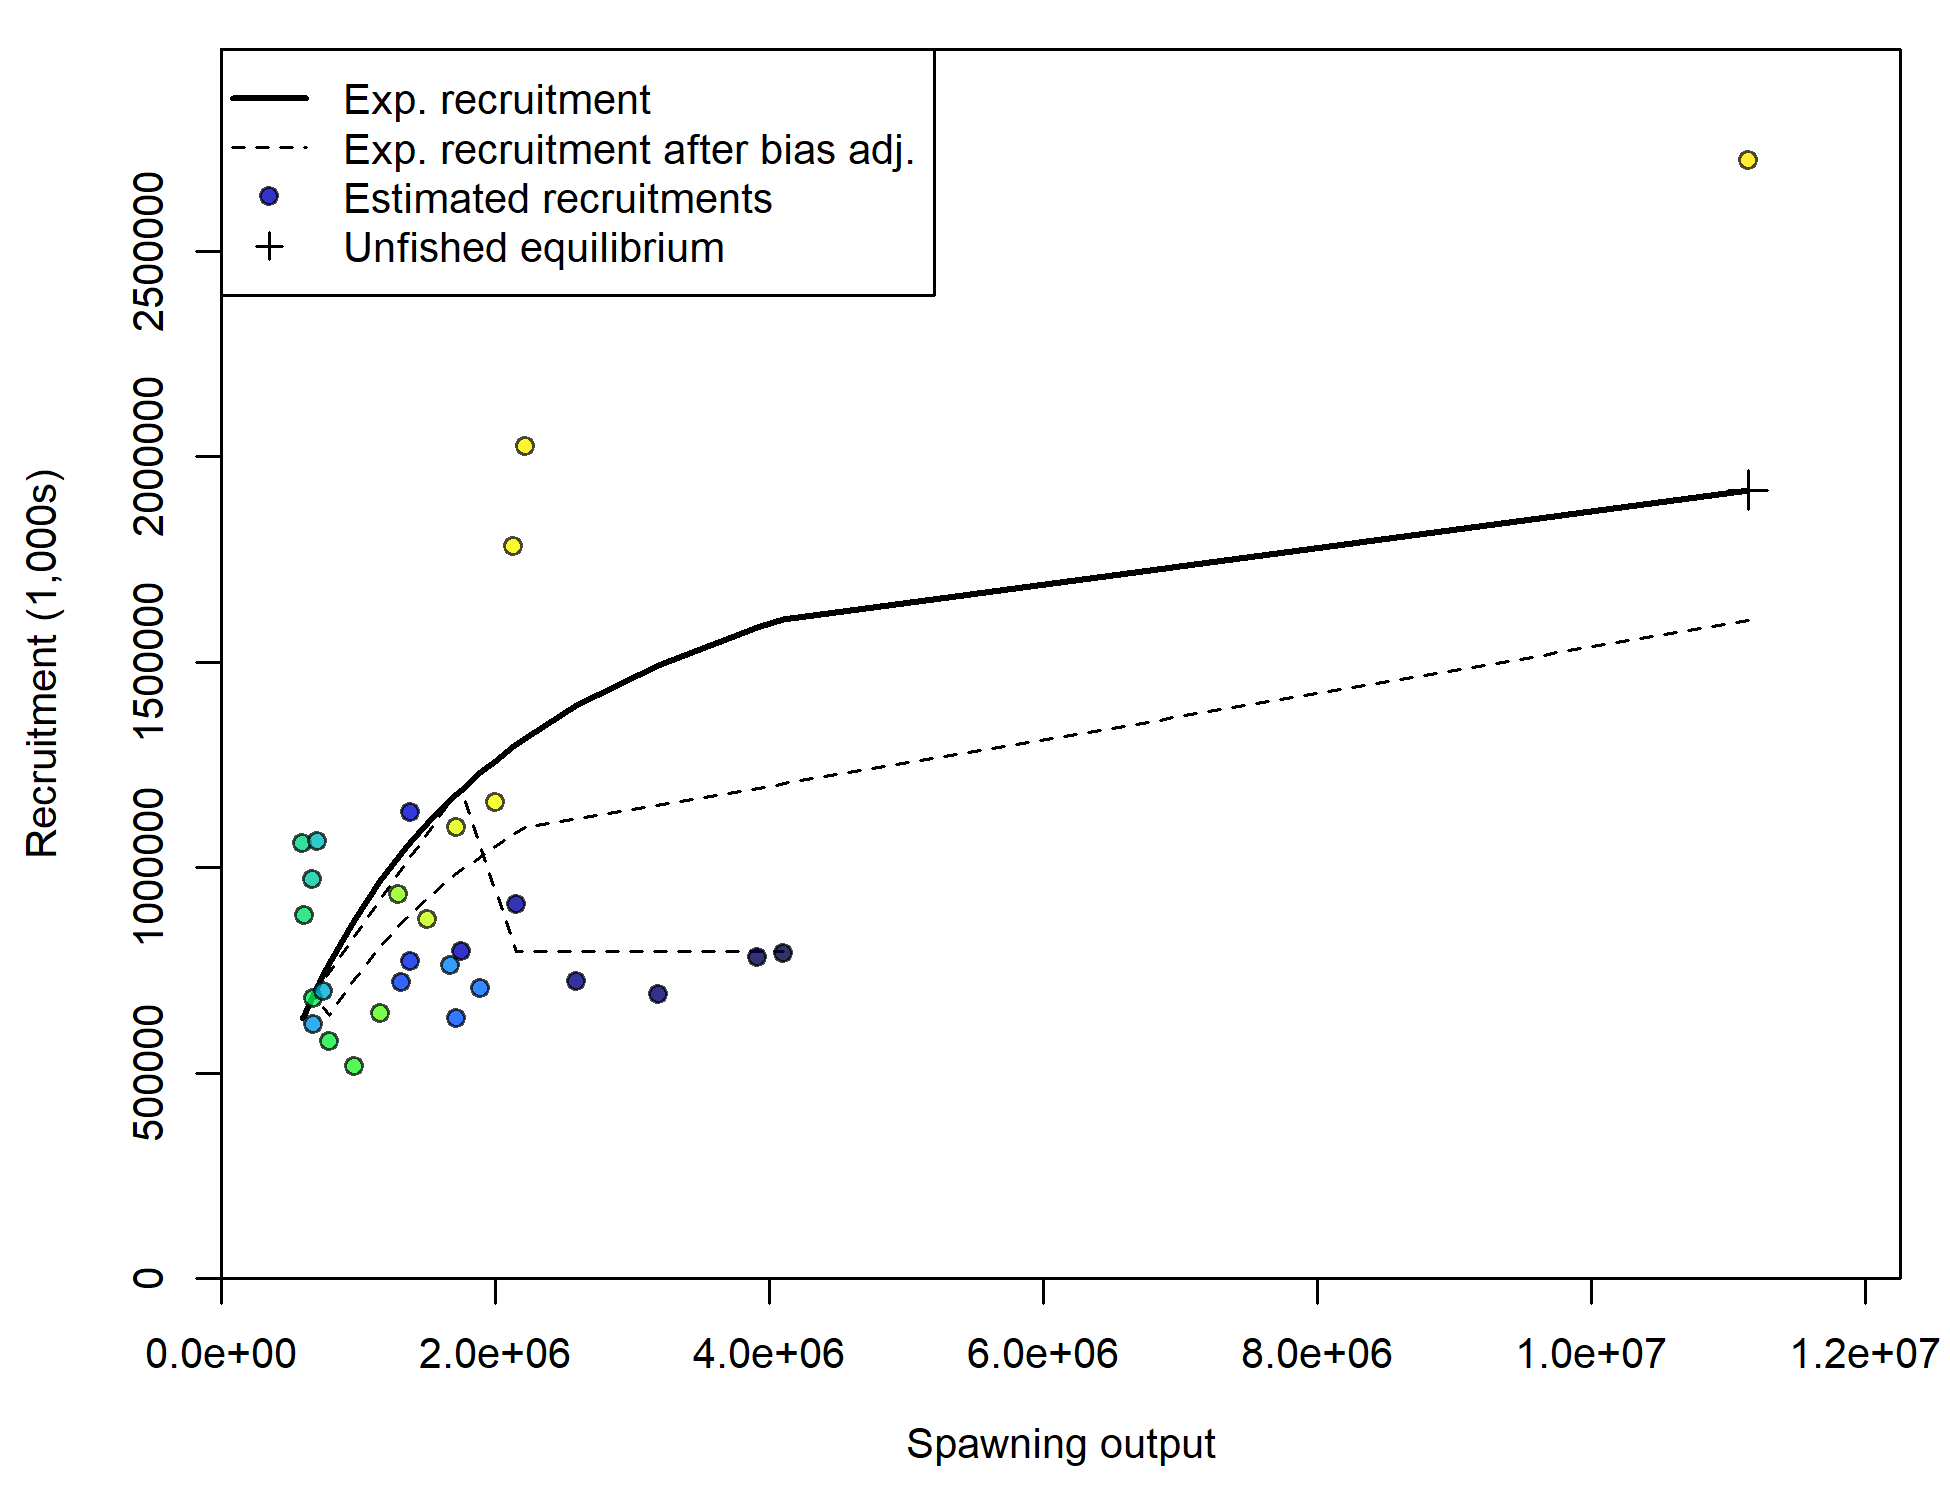 Exp. recruitment
Exp. recruitment after bias adj.
Estimated recruitments
Unfished equilibrium
Recruitment (1,000s)
2500000
2000000
1500000
1000000
500000
0
0.0e+00 2.0e+06 4.0e+06 6.0e+06 8.0e+06 1.0e+07 1.2e+07
Spawning output